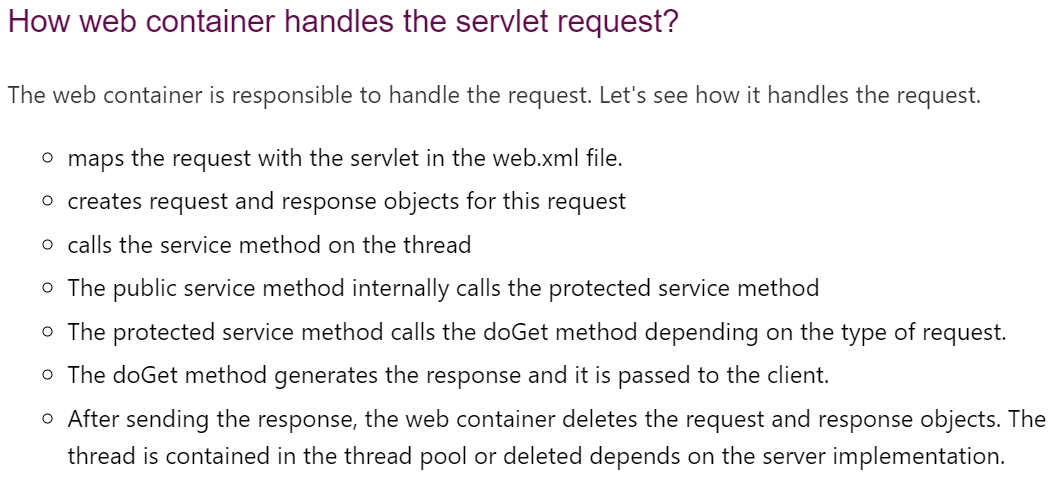 How web container handles the servlet request?
The web container is responsible to handle the request. Let's see how it handles the request.
maps the request with the servlet in the web.xml file.
creates request and response objects for this request
calls the service method on the thread
The public service method internally calls the protected service method
The protected service method calls the doGet method depending on the type of request.
The doGet method generates the response and it is passed to the client.
After sending the response, the web container deletes the request and response objects. The
thread is contained in the thread pool or deleted depends on the server implementation.